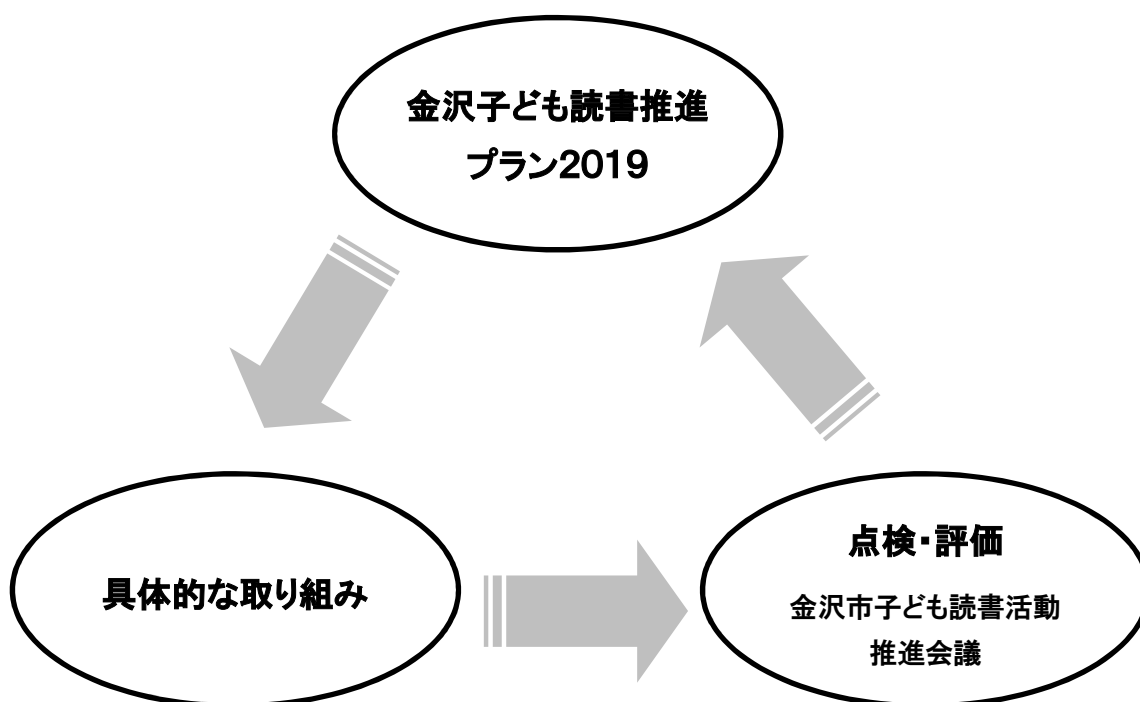 金沢子ども読書推進
プラン2019
具体的な取り組み
点検・評価
金沢市子ども読書活動
推進会議